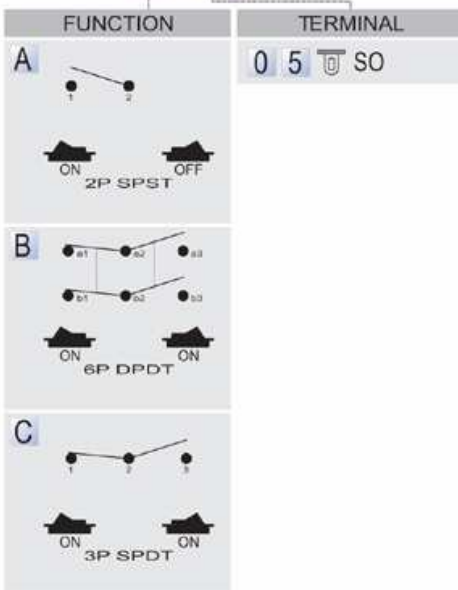 FUNCTION
TERMINAL
A
1 2
ON OFF
2P SPST
B
a1 a2 a3
b1 b2 b3
ON ON
6P DPDT
C
1 2 3
ON ON
3P SPDT
0 5 SO